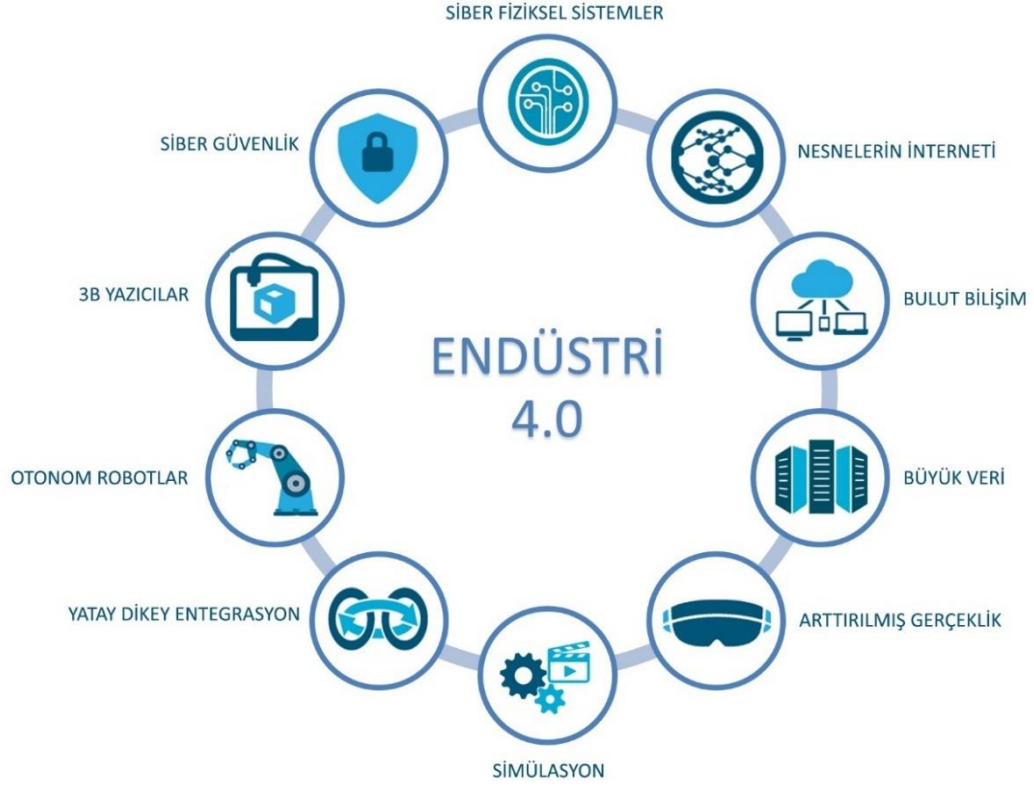 SİBER FİZİKSEL SİSTEMLER
SİBER GÜVENLİK
NESNELERİN İNTERNETİ
3B YAZICILAR
BULUT BİLİŞİM
ENDÜSTRİ
4.0
OTONOM ROBOTLAR
BÜYÜK VERİ
YATAY DİKEY ENTEGRASYON
ARTTIRILMIŞ GERÇEKLİK
SİMÜLASYON